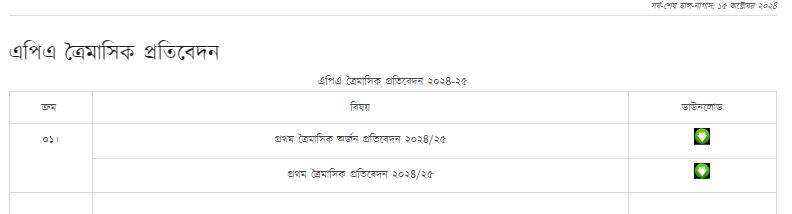 সর্ব-শেষ হাল-নাগাদ: ১৫ অক্টোবর ২০২৪
এপিএ ত্রৈমাসিক প্রতিবেদন
এপিএ ত্রৈমাসিক প্রতিবেদন ২০২৪-২৫
ক্রম বিষয় ডাউনলোড
০১। প্রথম ত্রৈমাসিক অর্জন প্রতিবেদন ২০২৪/২৫
প্রথম ত্রৈমাসিক প্রতিবেদন ২০২৪/২৫